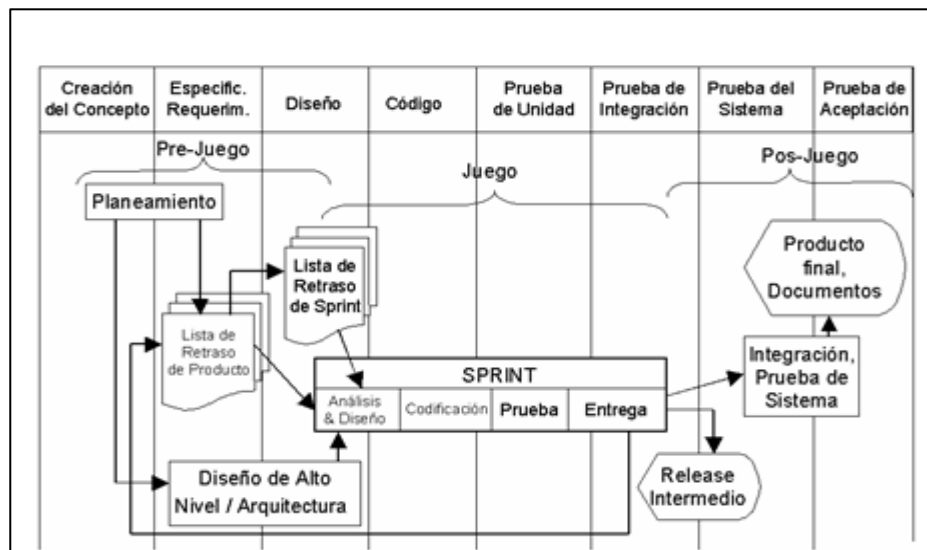 Creación
del Concepto
Especific.
Requerim.
Diseño
Código
Prueba
de Unidad
Prueba de
Integración
Prueba del
Sistema
Prueba de
Aceptación
Pre-Juego
Juego
Pos-Juego
Planeamiento
Lista de
Retraso
de Sprint
Lista de
Retraso
de Producto
Producto
final,
Documentos
SPRINT
Análisis
& Diseño
Codificación
Prueba
Entrega
Integración,
Prueba de
Sistema
Diseño de Alto
Nivel / Arquitectura
Release
Intermedio